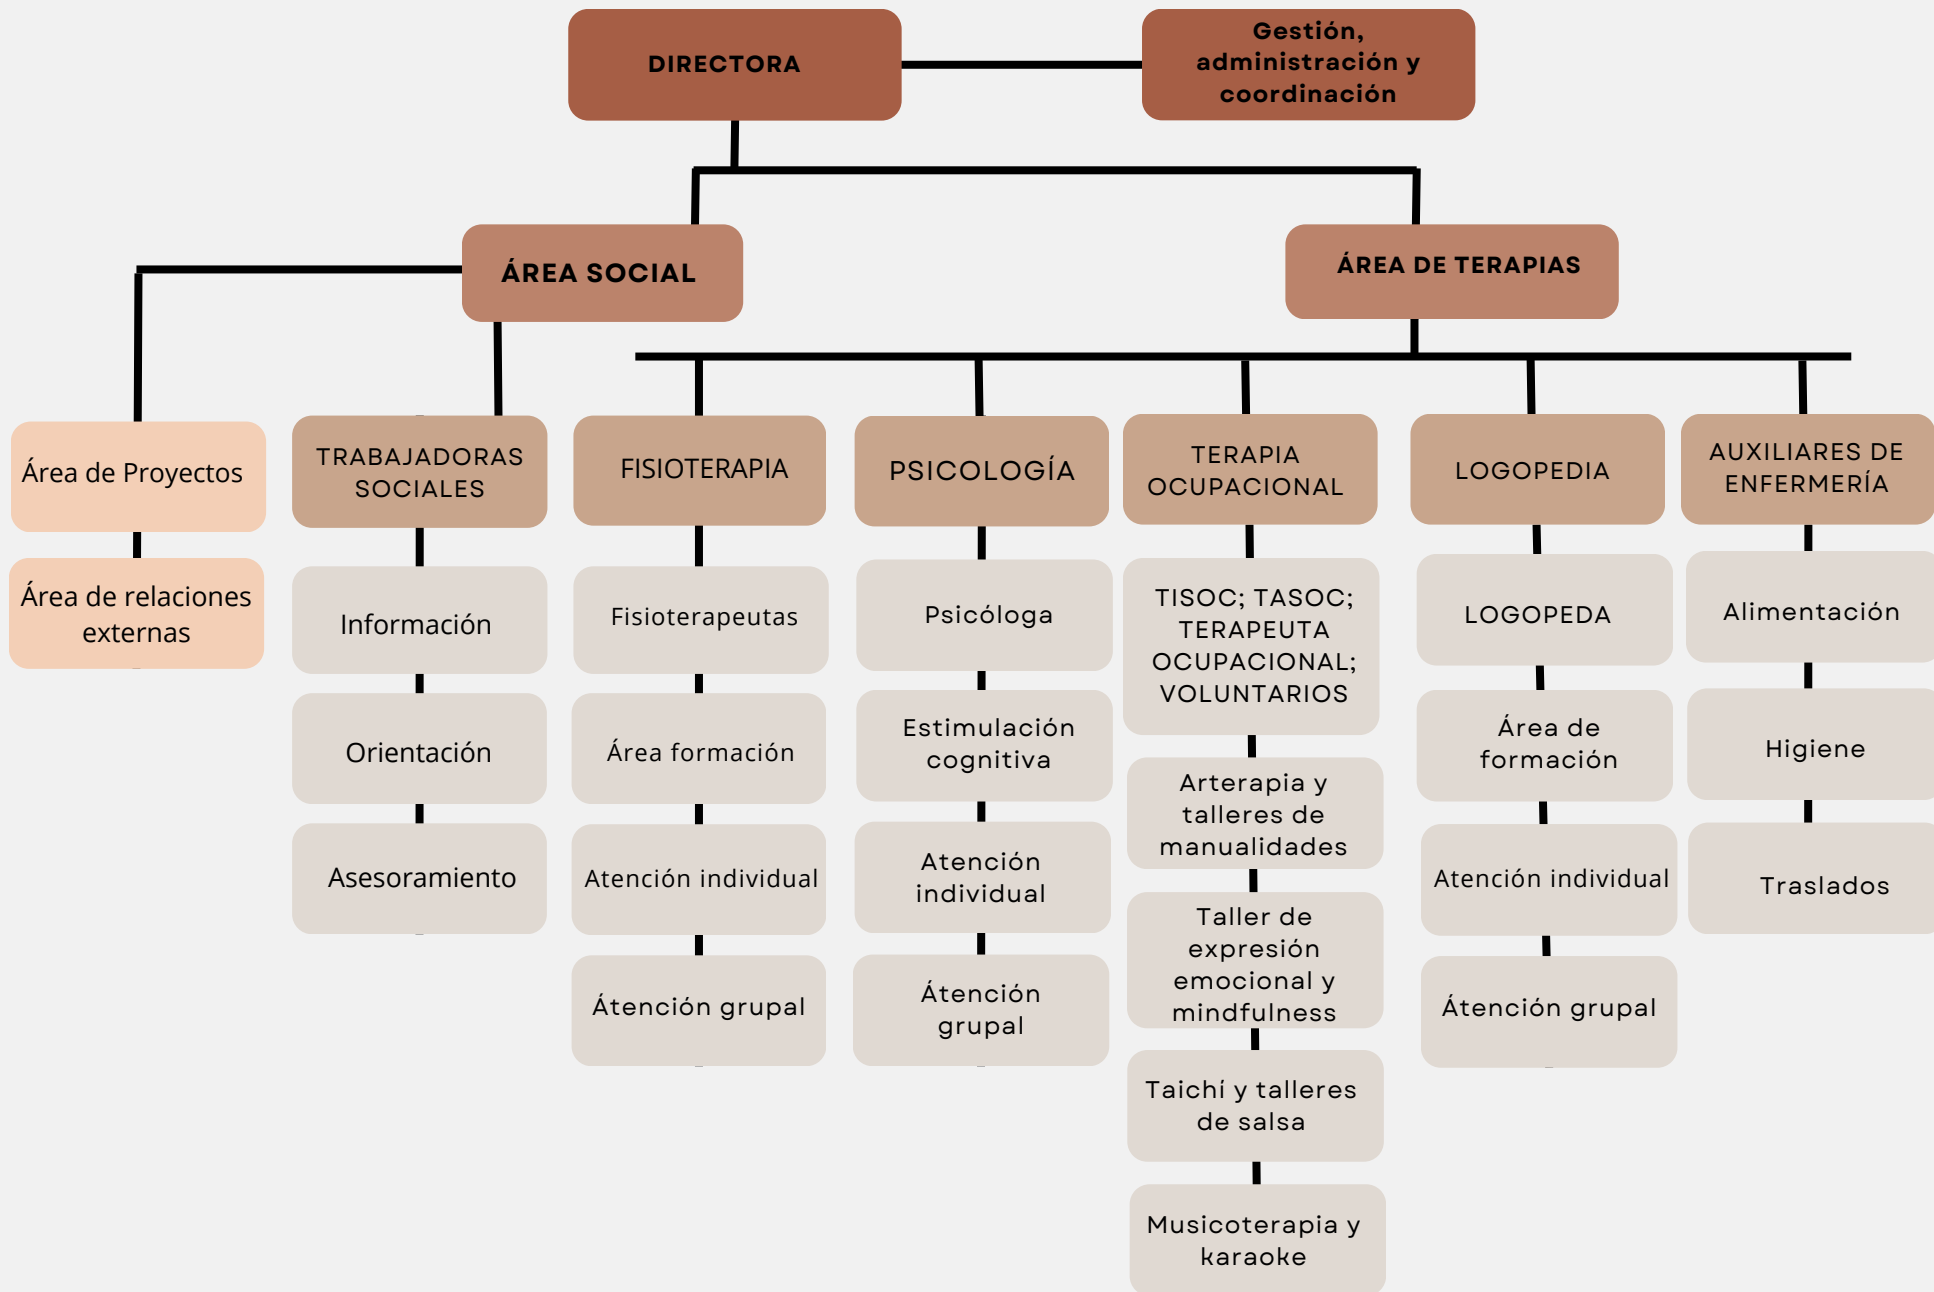 DIRECTORA
Gestión,
administración y
coordinación
ÁREA SOCIAL
ÁREA DE TERAPIAS
Área de Proyectos
Área de relaciones
externas
TRABAJADORAS
SOCIALES
Información
Orientación
Asesoramiento
FISIOTERAPIA
Fisioterapeutas
Área formación
Atención individual
Átención grupal
PSICOLOGÍA
Psicóloga
Estimulación
cognitiva
Atención
individual
Átención
grupal
TERAPIA
OCUPACIONAL
TISOC; TASOC;
TERAPEUTA
OCUPACIONAL;
VOLUNTARIOS
Arterapia y
talleres de
manualidades
Taller de
expresión
emocional y
mindfulness
Taichí y talleres
de salsa
Musicoterapia y
karaoke
LOGOPEDIA
LOGOPEDA
Área de
formación
Atención individual
Átención grupal
AUXILIARES DE
ENFERMERÍA
Alimentación
Higiene
Traslados